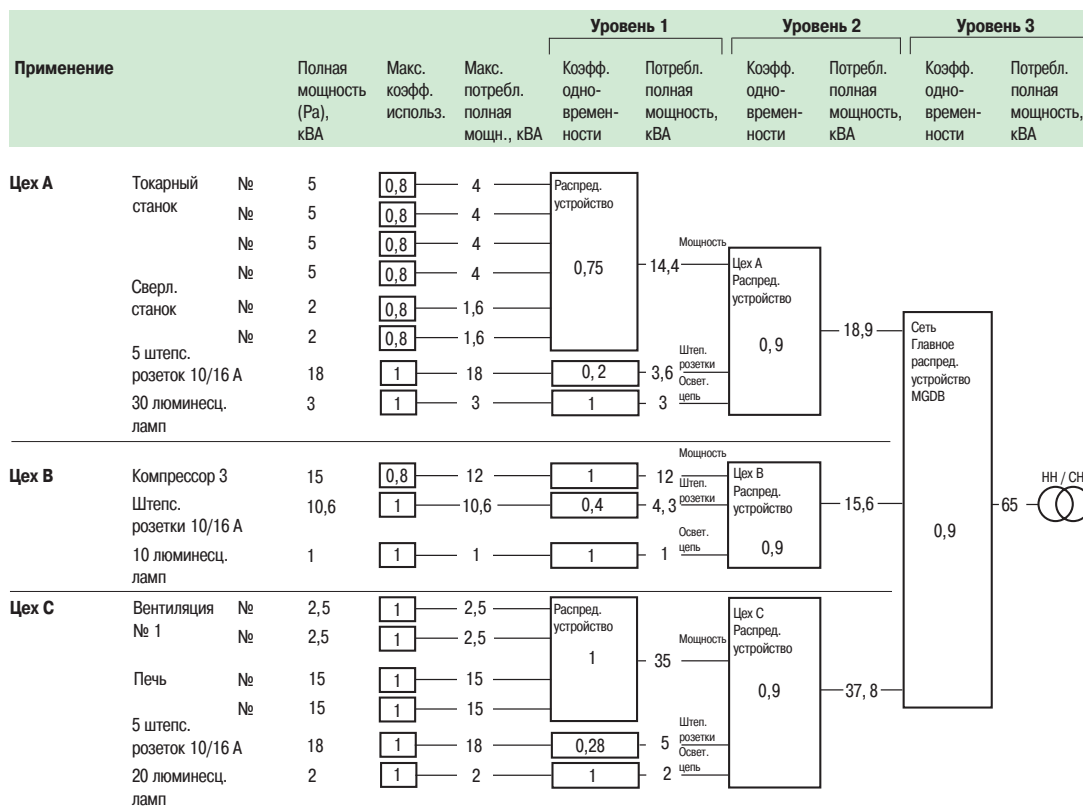 Уровень 1 Уровень 2 Уровень 3
Применение Полная Макс. Макс. Коэфф. Потребл. Коэфф. Потребл. Коэфф. Потребл.
мощность коэфф. потребл. одно- полная одно- полная одно- полная
(Pa), использ. полная времен- мощность, времен- мощность, времен- мощность,
кВА мощн., кВА ности кВА ности кВА ности кВА
Цех А Токарный № 5 0,8 4 Распред.
станок № 5 0,8 4 устройство
№ 5 0,8 4 Мощность
№ 5 0,8 4 0,75 14,4 Цех А
Сверл. Распред.
станок № 2 0,8 1,6 устройство
№ 2 0,8 1,6 0,9 18,9 Сеть
5 штепс. Штеп. Главное
розеток 10/16 А 18 1 18 0, 2 3,6 розетки распред.
Освет. устройство
30 люминесц. 3 1 3 1 3 цепь MGDB
ламп
Мощность
Цех В Компрессор 3 15 0,8 12 1 12 Цех В
Штепс. 10,6 1 10,6 0,4 4,3 Штеп. Распред. 15,6
розетки 10/16 А розетки устройство 65 НН / СН
Освет. 0,9
10 люминесц. 1 1 1 1 1 цепь 0,9
ламп
Цех С Вентиляция № 2,5 1 2,5 Распред. Цех С
№ 1 № 2,5 1 2,5 устройство Распред.
1 35 Мощность устройство
Печь № 15 1 15 0,9 37, 8
№ 15 1 15
5 штепс. Штеп.
розеток 10/16 А 18 1 18 0,28 5 розетки
Освет.
20 люминесц. 2 1 2 1 2 цепь
ламп